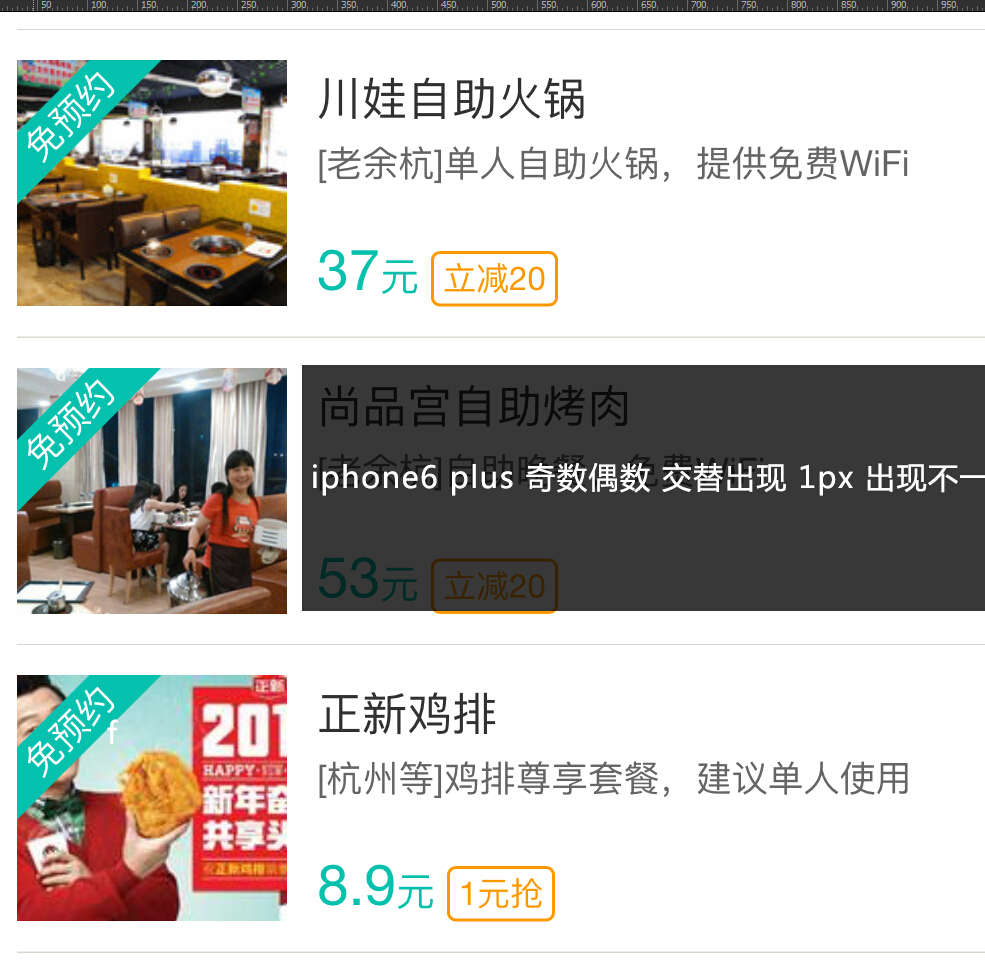 50 100 150 200 250 300 350 400 450 500 550 600 650 700 750 800 850 900 950
免预约
川娃自助火锅
[老余杭]单人自助火锅，提供免费WiFi
37元 立减20
免预约
尚品宫自助烤肉
[老余杭]自助晚餐，免费WiFi
iphone6 plus 奇数偶数 交替出现 1px 出现不一
53元 立减20
免预约
f
正新
201
HAPPY
新年奋
共享头
正新鸡排
正新鸡排
[杭州等]鸡排尊享套餐，建议单人使用
8.9元 1元抢